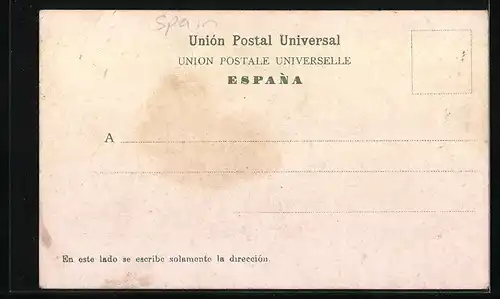 Spain
Unión Postal Universal
UNION POSTALE UNIVERSELLE
ESPAÑA
A
En este lado se escribe solamente la dirección.